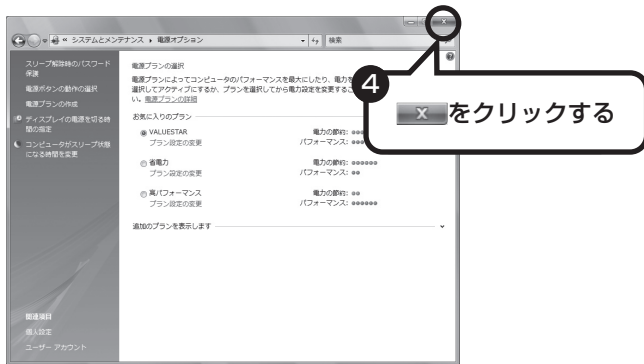 システムとメンテナンス ▸ 電源オプション
検索
スリープ解除時のパスワード
保護
電源ボタンの動作の選択
電源プランの作成
ディスプレイの電源を切る時
間の指定
コンピュータがスリープ状態
になる時間を変更
関連項目
個人設定
ユーザー アカウント
電源プランの選択
電源プランによってコンピュータのパフォーマンスを最大にしたり、電力を
選択してアクティブにするか、プランを選択してから電力設定を変更するこ
い。電源プランの詳細
お気に入りのプラン
VALUESTAR 電力の節約:
プラン設定の変更 パフォーマンス:
省電力 電力の節約:
プラン設定の変更 パフォーマンス:
高パフォーマンス 電力の節約:
プラン設定の変更 パフォーマンス:
追加のプランを表示します
4
x をクリックする